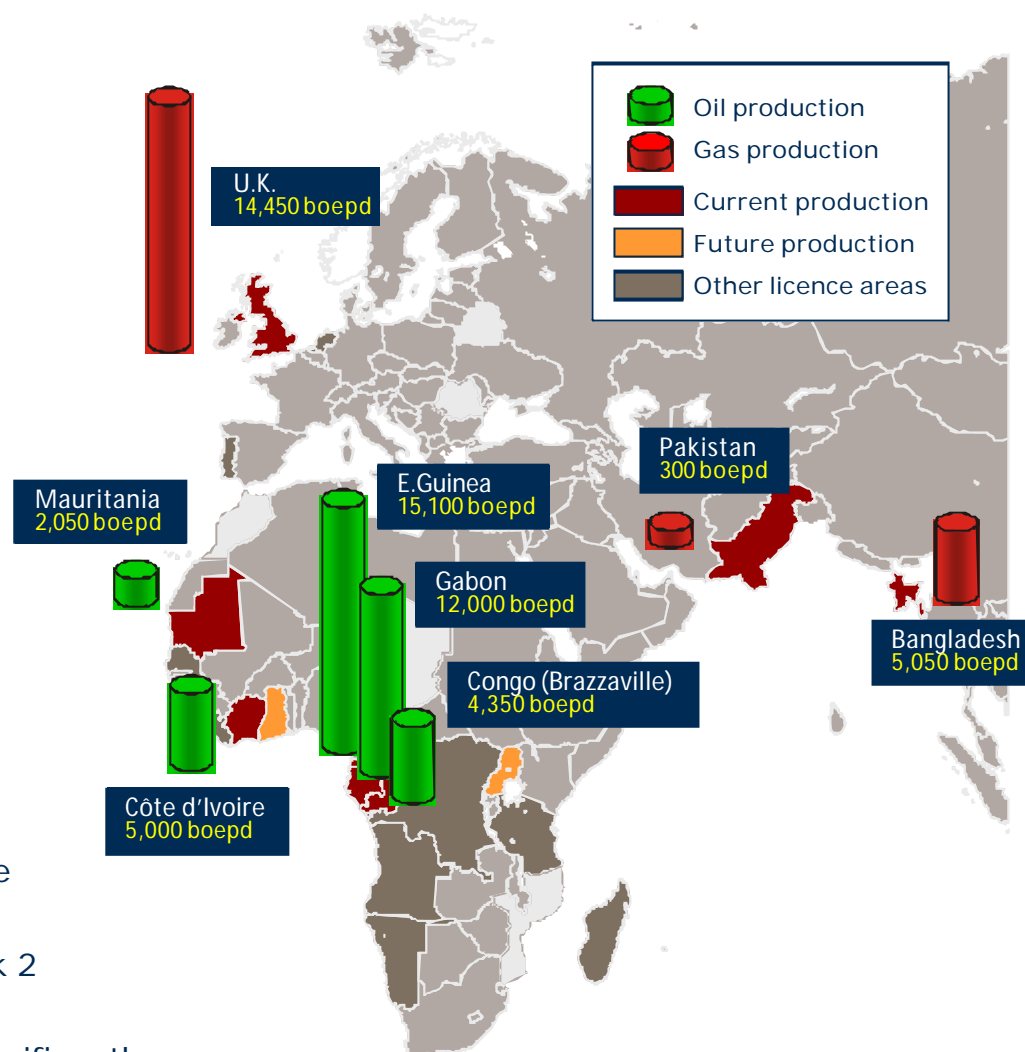 Oil production
Gas production
Current production
Future production
Other licence areas
U.K.
14,450 boepd
Pakistan
300 boepd
Mauritania
2,050 boepd
E.Guinea
15,100 boepd
Gabon
12,000 boepd
Bangladesh
5,050 boepd
Congo (Brazzaville)
4,350 boepd
Côte d'Ivoire
5,000 boepd
e
k 2